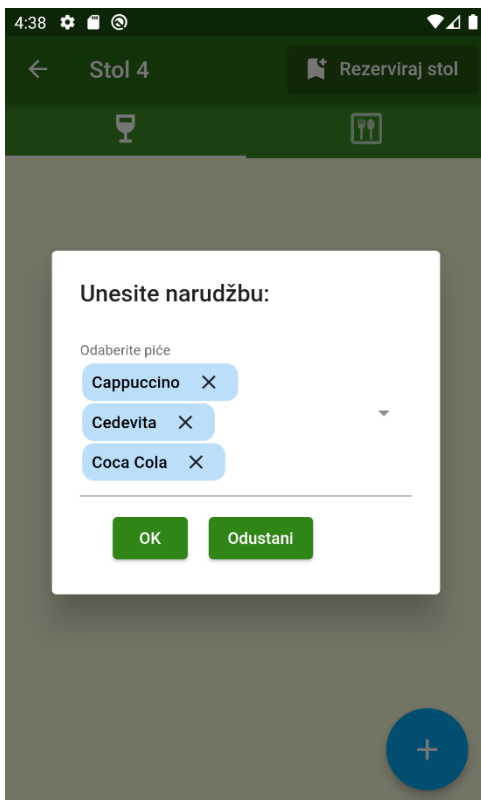 4:38
Stol 4
Rezerviraj stol
Unesite narudžbu:
Odaberite piće
Cappuccino
Cedevita
Coca Cola
OK
Odustani